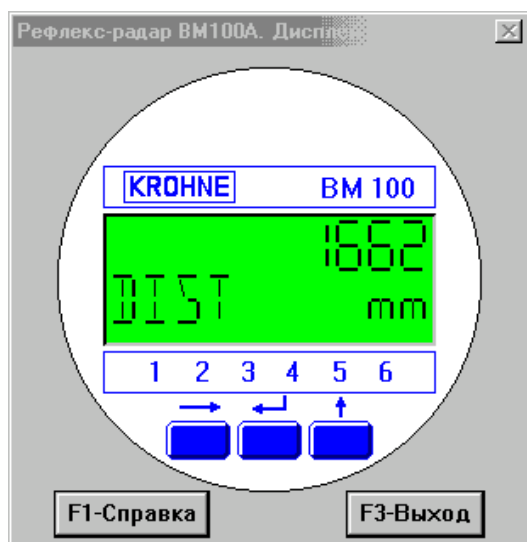 Рефлекс-радар BM100A.
KROHNE BM 100
1662
DIST mm
1 2 3 4 5 6
F1-Справка F3-Выход